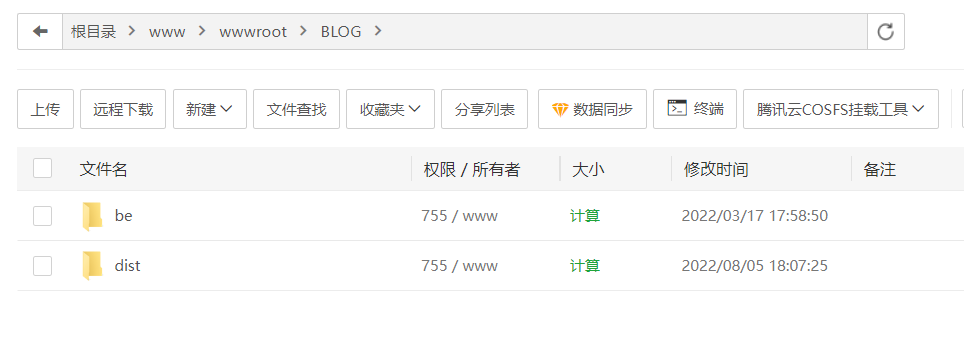 根目录 www wwwroot BLOG
上传 远程下载 新建 文件查找 收藏夹 分享列表 数据同步 终端 腾讯云COSFS挂载工具
文件名 权限 / 所有者 大小 修改时间 备注
be 755 / www 计算 2022/03/17 17:58:50
dist 755 / www 计算 2022/08/05 18:07:25